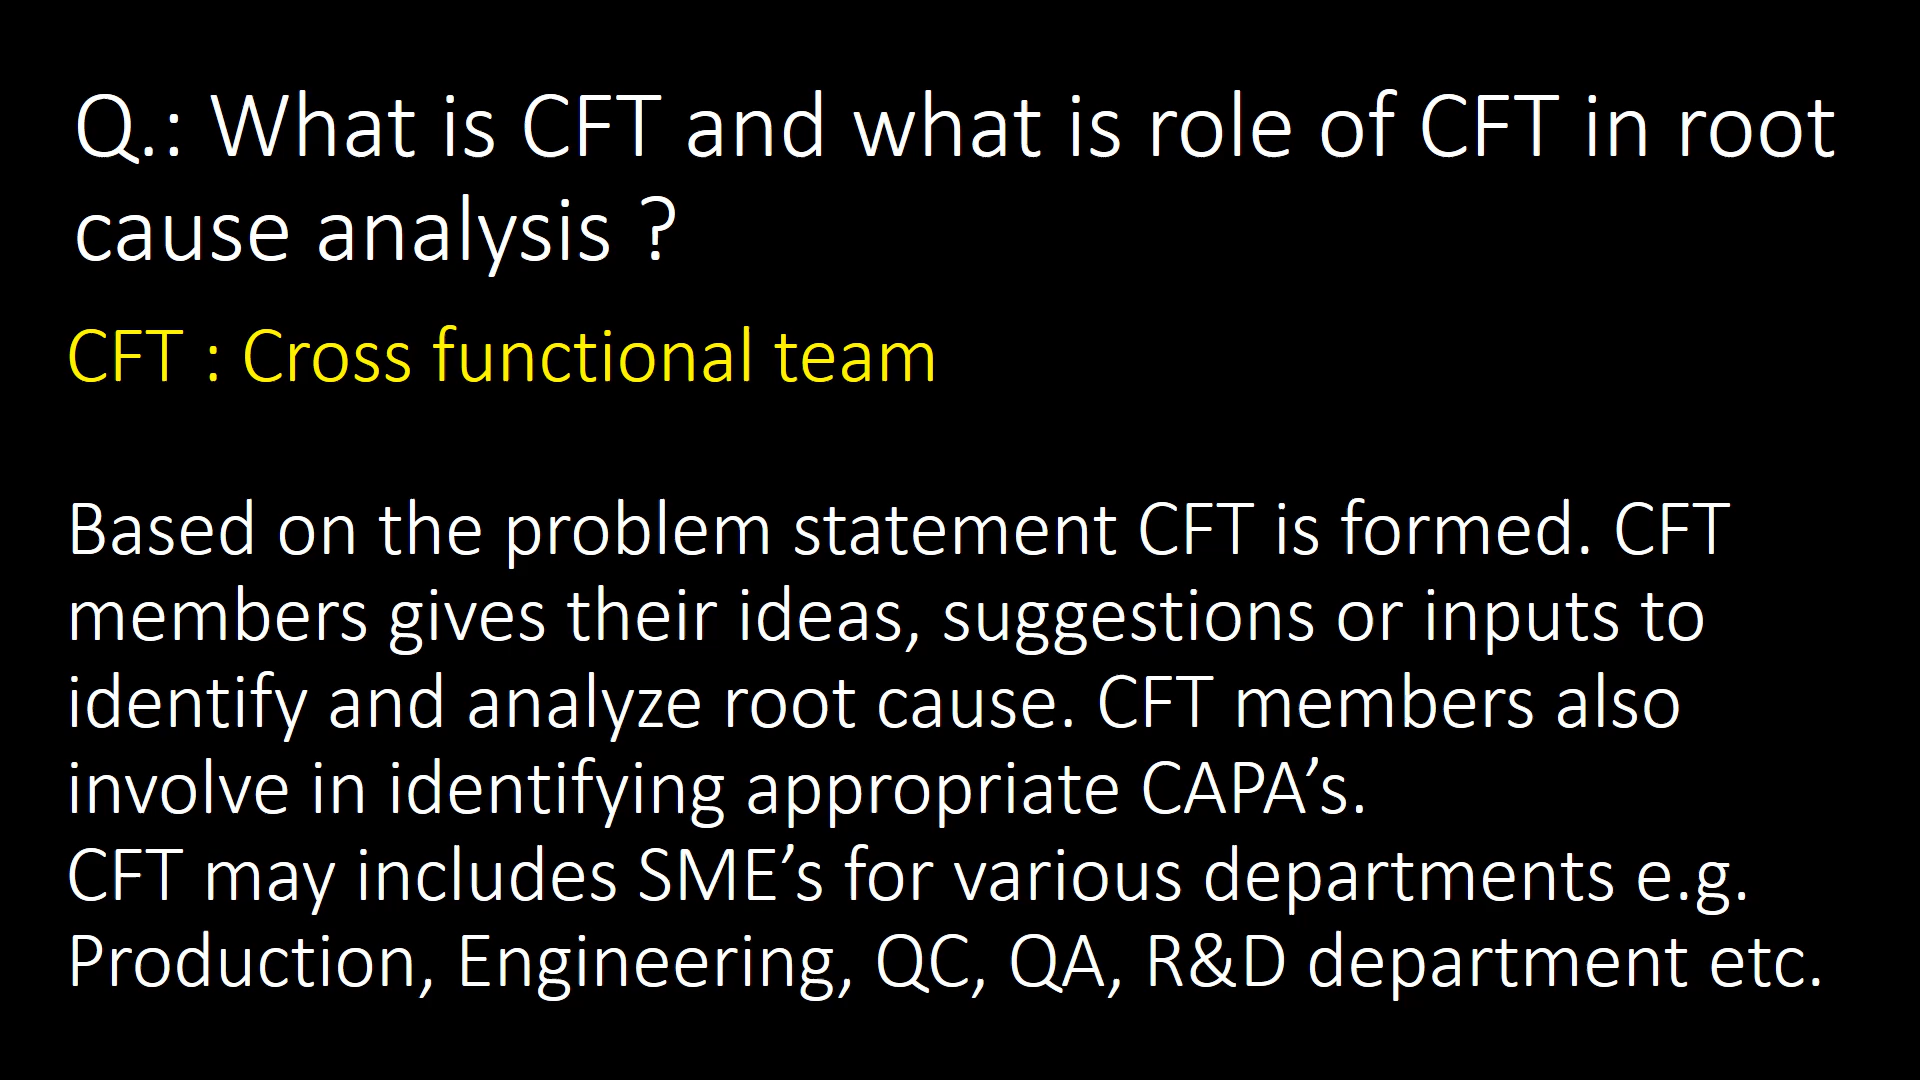 Q.: What is CFT and what is role of CFT in root
cause analysis ?
CFT : Cross functional team
Based on the problem statement CFT is formed. CFT
members gives their ideas, suggestions or inputs to
identify and analyze root cause. CFT members also
involve in identifying appropriate CAPA’s.
CFT may includes SME’s for various departments e.g.
Production, Engineering, QC, QA, R&D department etc.